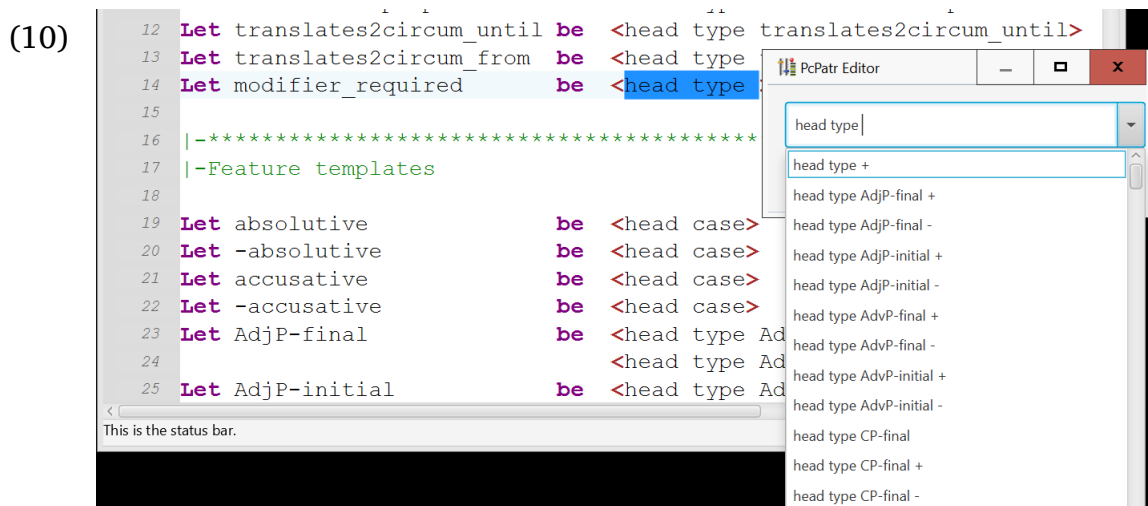 (10)
12 Let translates2circum_until be <head type translates2circum_until>
13 Let translates2circum_from be <head type
14 Let modifier_required be <head type
15
16 |-*****************************************
17 |-Feature templates
18
19 Let absolutive be <head case>
20 Let -absolutive be <head case>
21 Let accusative be <head case>
22 Let -accusative be <head case>
23 Let AdjP-final be <head type Ad
24 <head type Ad
25 Let AdjP-initial be <head type Ad
This is the status bar.
PcPatr Editor
head type
head type +
head type AdjP-final +
head type AdjP-final -
head type AdjP-initial +
head type AdjP-initial -
head type AdvP-final +
head type AdvP-final -
head type AdvP-initial +
head type AdvP-initial -
head type CP-final
head type CP-final +
head type CP-final -